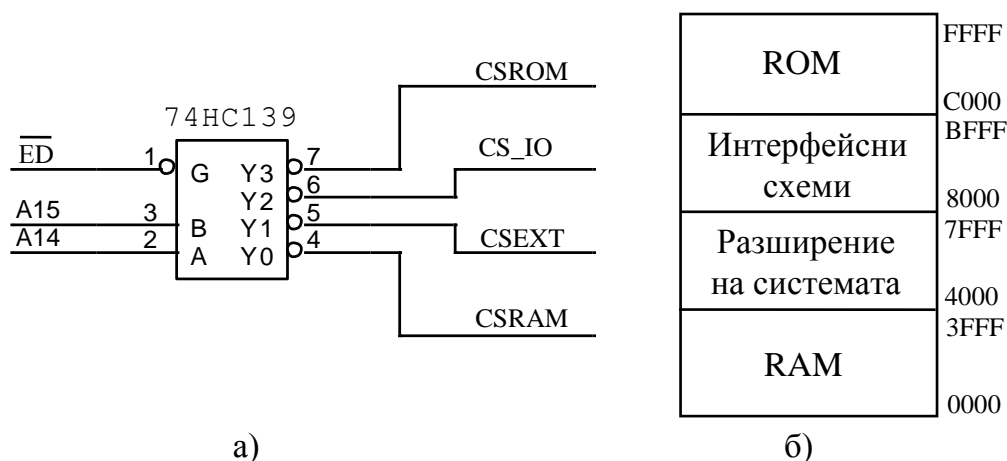 CSROM
74HC139
ED
1
7
G
Y3
CS_IO
6
Y2
A15
3
5
B
Y1
A14
2
4
CSEXT
A
Y0
CSRAM
а)
FFFF
ROM
C000
BFFF
Интерфейсни
схеми
8000
7FFF
Разширение
на системата
4000
3FFF
RAM
0000
б)